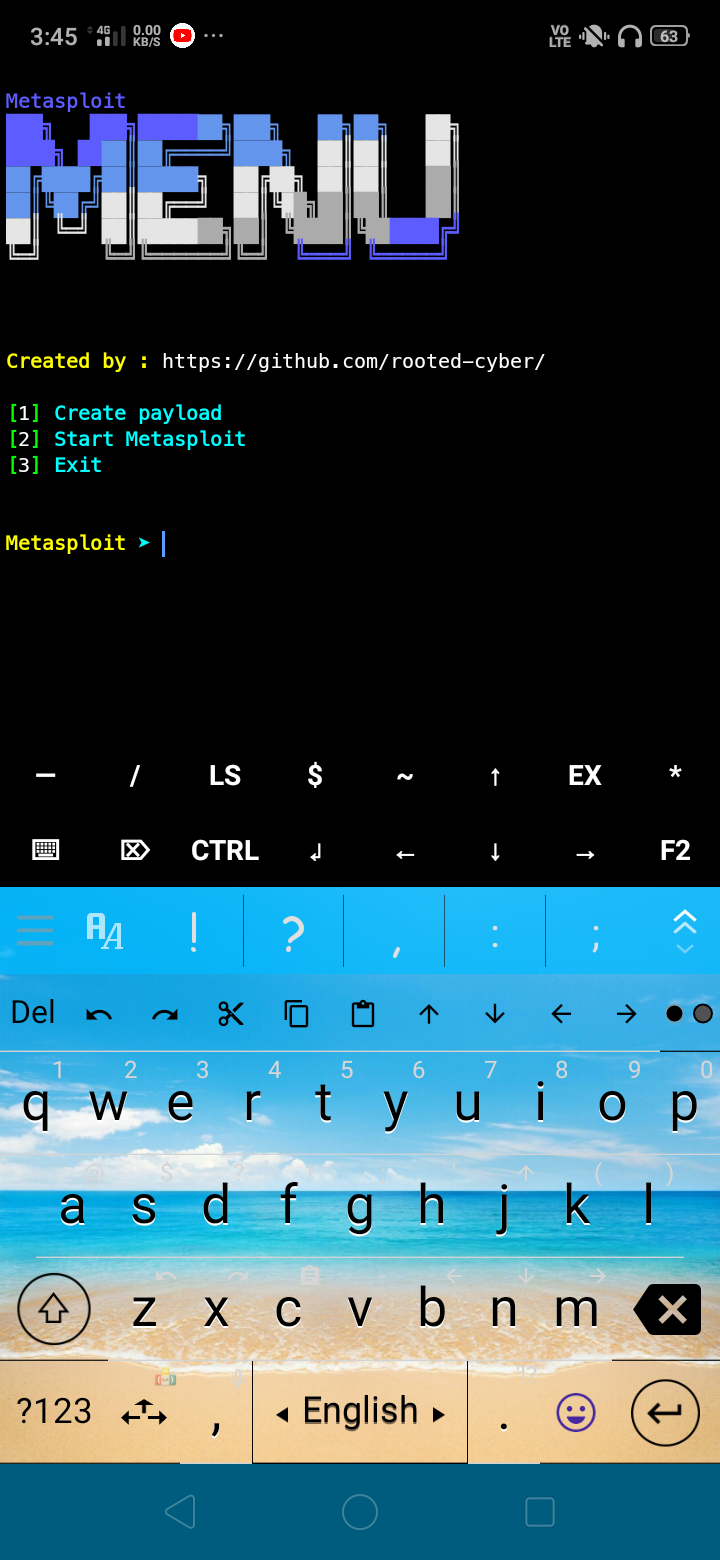 3:45 4G 0.00 KB/S ... VO LTE 63
Metasploit
MENU
Created by : https://github.com/rooted-cyber/
[1] Create payload
[2] Start Metasploit
[3] Exit
Metasploit ➤
— / LS $ ~ ↑ EX *
CTRL ↲ ← ↓ → F2
AA ! ? , : ;
Del ↑ ↓ ← →
1 2 3 4 5 6 7 8 9 0
q w e r t y u i o p
a s d f g h j k l
z x c v b n m
?123 , ◂ English ▸ .